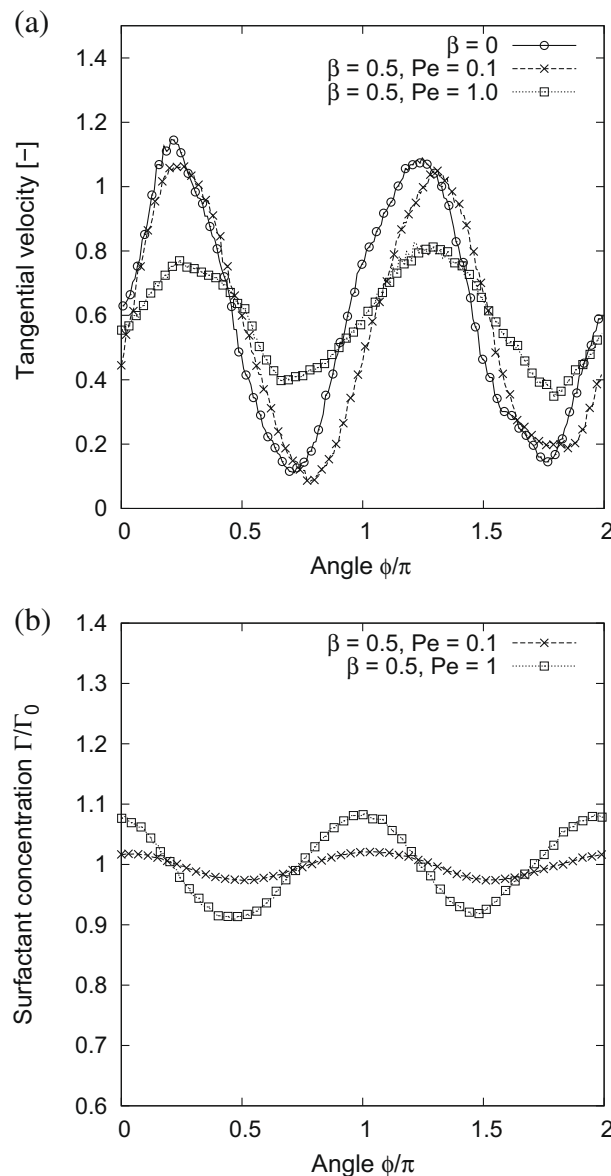 (a)
1.4
1.2
1
0.8
0.6
0.4
0.2
0
Tangential velocity [−]
β = 0
β = 0.5, Pe = 0.1
β = 0.5, Pe = 1.0
0 0.5 1 1.5 2
Angle ϕ/π
(b)
1.4
1.3
1.2
1.1
1.0
0.9
0.8
0.7
0.6
Surfactant concentration Γ/Γ₀
β = 0.5, Pe = 0.1
β = 0.5, Pe = 1
0 0.5 1 1.5 2
Angle ϕ/π